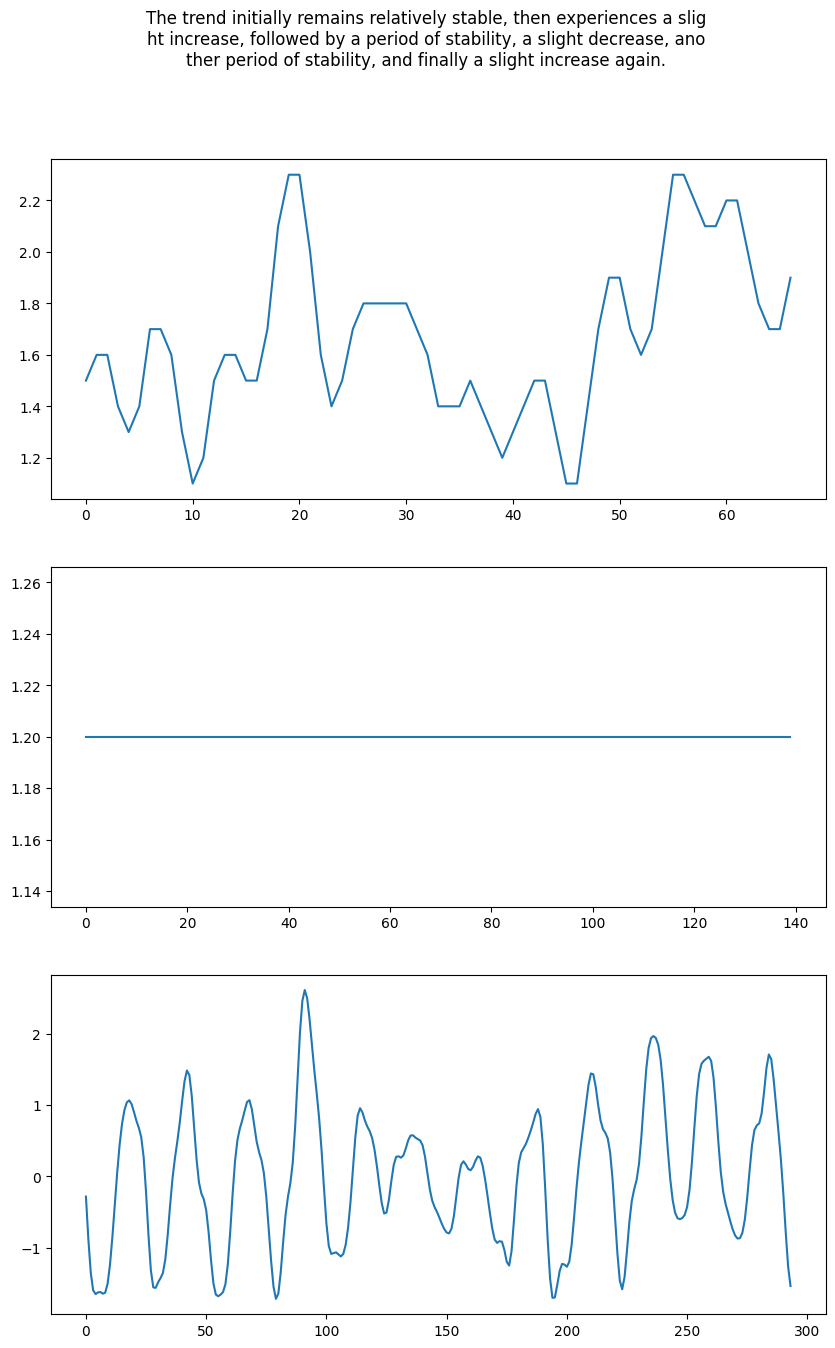 The trend initially remains relatively stable, then experiences a slig
ht increase, followed by a period of stability, a slight decrease, ano
ther period of stability, and finally a slight increase again.
2.2
2.0
1.8
1.6
1.4
1.2
0 10 20 30 40 50 60
1.26
1.24
1.22
1.20
1.18
1.16
1.14
0 20 40 60 80 100 120 140
2
1
0
−1
0 50 100 150 200 250 300